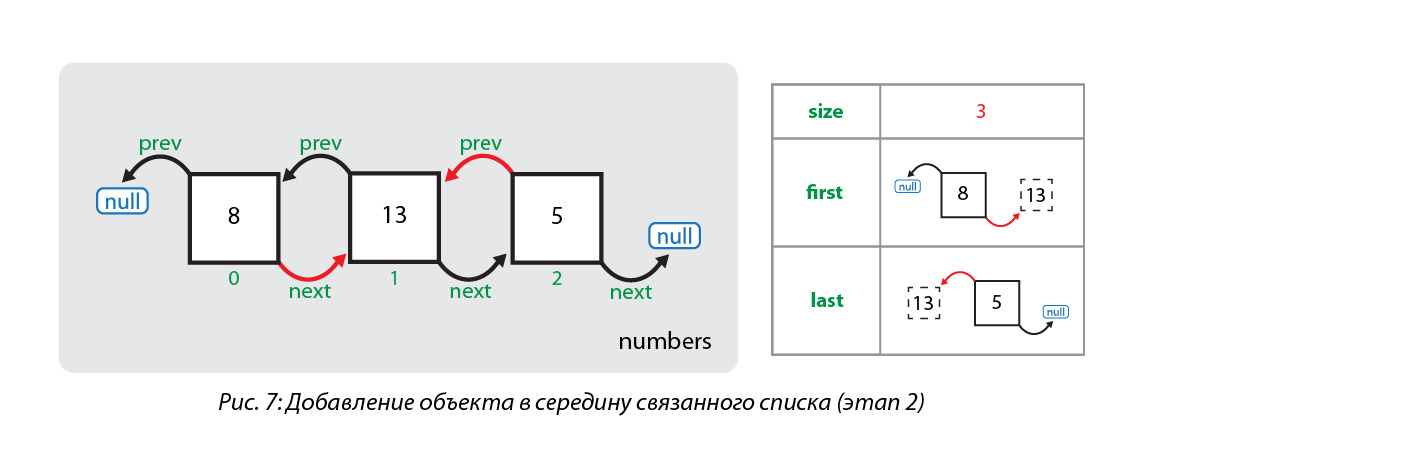 prev prev prev
null 8 13 5 null
0 1 2
next next next
numbers
size 3
first null 8 13
last 13 5 null
Рис. 7: Добавление объекта в середину связанного списка (этап 2)